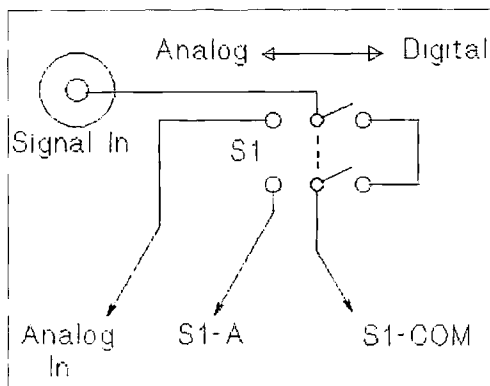 Analog Digital
Signal In
S1
Analog
In
S1-A
S1-COM